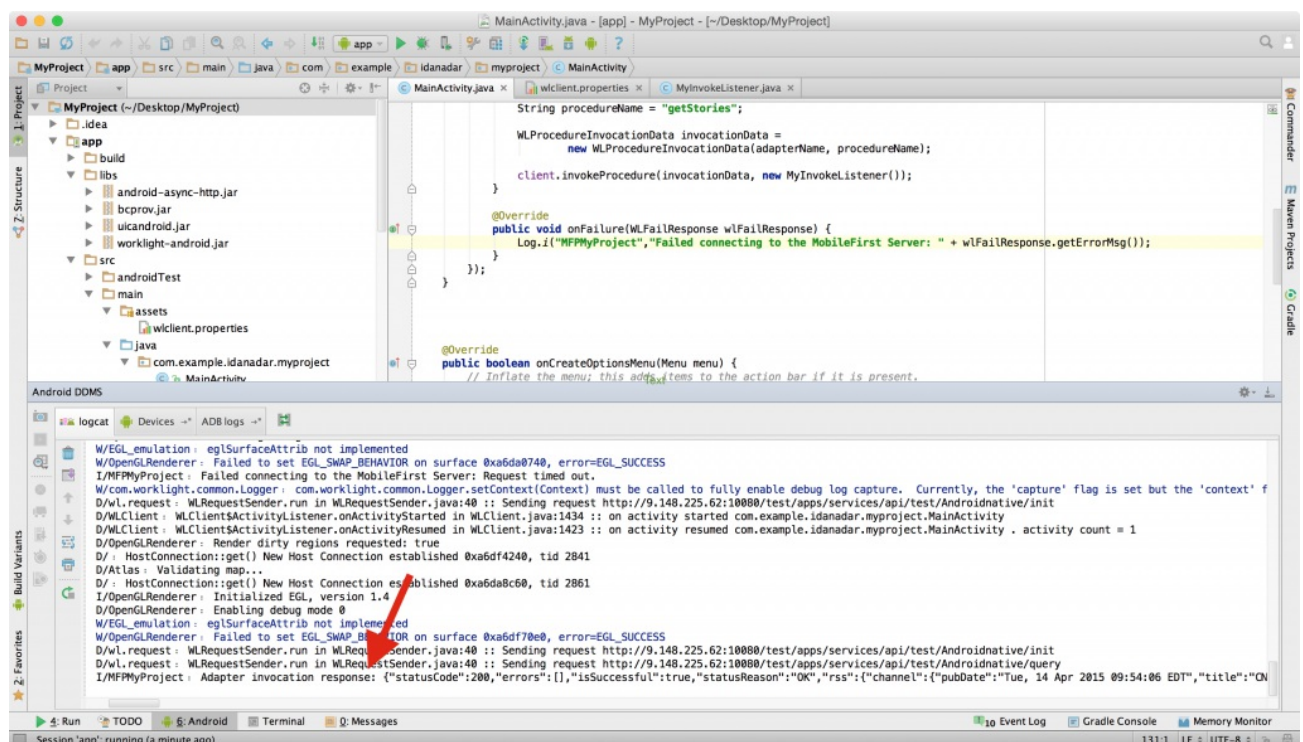 MainActivity.java - [app] - MyProject - [~/Desktop/MyProject]
app
MyProject app src main java com example idanadar myproject MainActivity
Project
MainActivity.java
wlclient.properties
MyInvokeListener.java
1: Project
Z: Structure
MyProject (~/Desktop/MyProject)
.idea
app
build
libs
android-async-http.jar
bcprov.jar
uicandroid.jar
worklight-android.jar
src
androidTest
main
assets
wlclient.properties
java
com.example.idanadar.myproject
MainActivity
String procedureName = "getStories";
WLProcedureInvocationData invocationData =
new WLProcedureInvocationData(adapterName, procedureName);
client.invokeProcedure(invocationData, new MyInvokeListener());
}
@Override
public void onFailure(WLFailResponse wlFailResponse) {
Log.i("MFPMyProject","Failed connecting to the MobileFirst Server: " + wlFailResponse.getErrorMsg());
}
});
}
@Override
public boolean onCreateOptionsMenu(Menu menu) {
// Inflate the menu; this adds items to the action bar if it is present.
Text
Commander
Maven Projects
Gradle
Android DDMS
logcat
Devices
ADB logs
W/EGL_emulation﹕ eglSurfaceAttrib not implemented
W/OpenGLRenderer﹕ Failed to set EGL_SWAP_BEHAVIOR on surface 0xa6da0740, error=EGL_SUCCESS
I/MFPMyProject﹕ Failed connecting to the MobileFirst Server: Request timed out.
W/com.worklight.common.Logger﹕ com.worklight.common.Logger.setContext(Context) must be called to fully enable debug log capture.  Currently, the 'capture' flag is set but the 'context' f
D/wl.request﹕ WLRequestSender.run in WLRequestSender.java:40 :: Sending request http://9.148.225.62:10080/test/apps/services/api/test/Androidnative/init
D/WLClient﹕ WLClient$ActivityListener.onActivityStarted in WLClient.java:1434 :: on activity started com.example.idanadar.myproject.MainActivity
D/WLClient﹕ WLClient$ActivityListener.onActivityResumed in WLClient.java:1423 :: on activity resumed com.example.idanadar.myproject.MainActivity . activity count = 1
D/OpenGLRenderer﹕ Render dirty regions requested: true
D/﹕ HostConnection::get() New Host Connection established 0xa6df4240, tid 2841
D/Atlas﹕ Validating map...
D/﹕ HostConnection::get() New Host Connection established 0xa6da8c60, tid 2861
I/OpenGLRenderer﹕ Initialized EGL, version 1.4
D/OpenGLRenderer﹕ Enabling debug mode 0
W/EGL_emulation﹕ eglSurfaceAttrib not implemented
W/OpenGLRenderer﹕ Failed to set EGL_SWAP_BEHAVIOR on surface 0xa6df70e0, error=EGL_SUCCESS
D/wl.request﹕ WLRequestSender.run in WLRequestSender.java:40 :: Sending request http://9.148.225.62:10080/test/apps/services/api/test/Androidnative/init
D/wl.request﹕ WLRequestSender.run in WLRequestSender.java:40 :: Sending request http://9.148.225.62:10080/test/apps/services/api/test/Androidnative/query
I/MFPMyProject﹕ Adapter invocation response: {"statusCode":200,"errors":[],"isSuccessful":true,"statusReason":"OK","rss":{"channel":{"pubDate":"Tue, 14 Apr 2015 09:54:06 EDT","title":"CN
Build Variants
2: Favorites
4: Run
TODO
6: Android
Terminal
0: Messages
10 Event Log
Gradle Console
Memory Monitor
Session 'app': running (a minute ago)
131:1 LF UTF-8